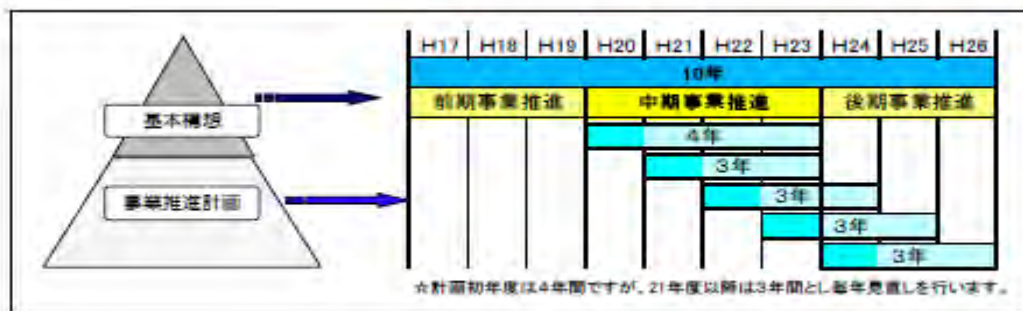 H17 H18 H19 H20 H21 H22 H23 H24 H25 H26
10年
前期事業推進 中期事業推進 後期事業推進
基本構想
4年
3年
事業推進計画
3年
3年
3年
☆計画初年度は4年間ですが、21年度以降は3年間とし毎年見直しを行います。